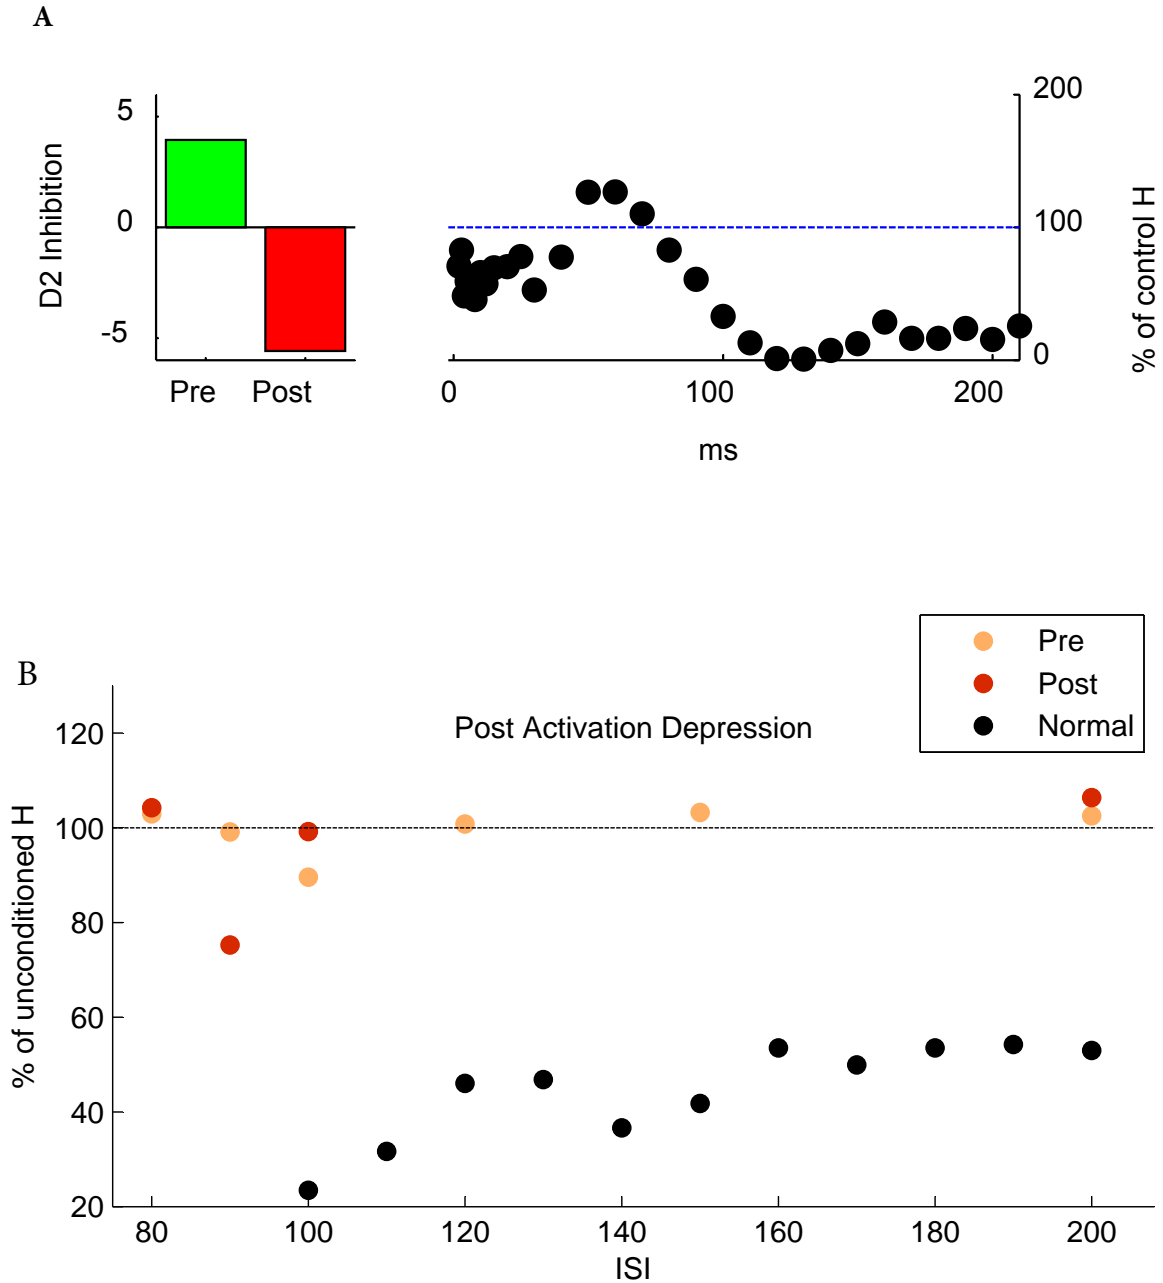 A
5
0
-5
D2 Inhibition
Pre Post
200
100
0
% of control H
0 100 200
ms
B
Pre
Post
Normal
Post Activation Depression
120
100
80
60
40
20
% of unconditioned H
80 100 120 140 160 180 200
ISI